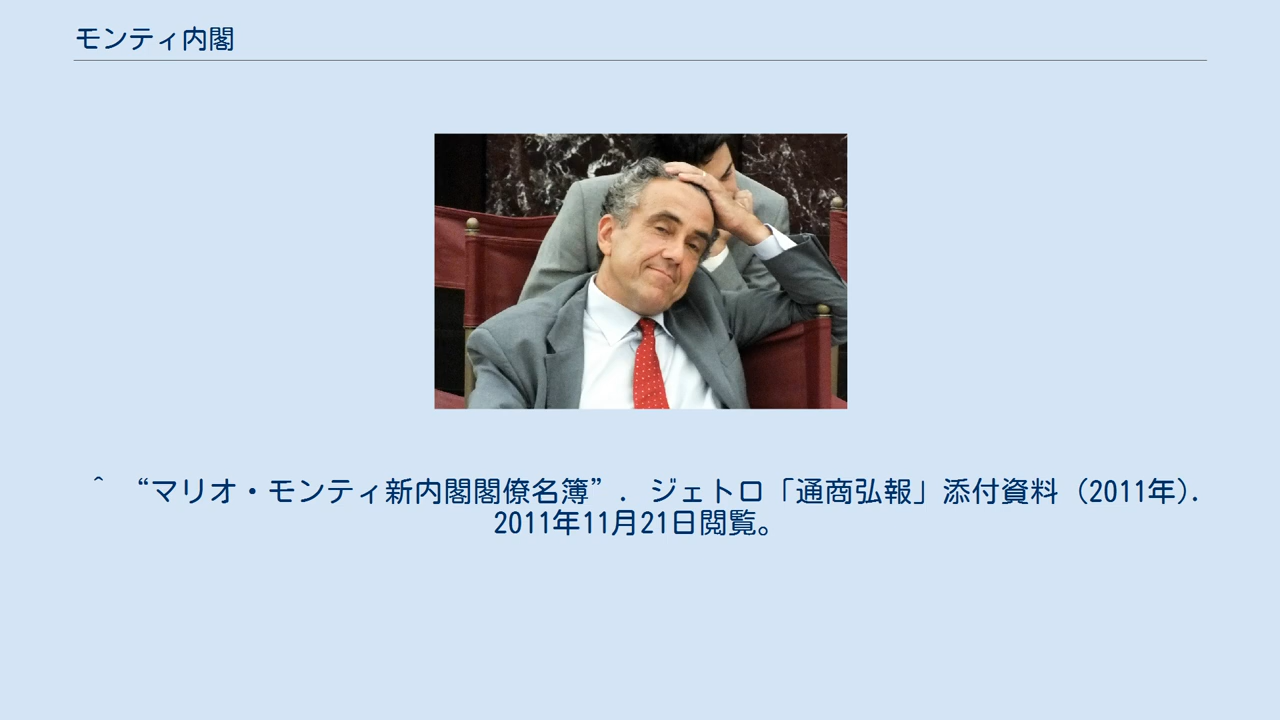 モンティ内閣
^ “マリオ・モンティ新内閣閣僚名簿”. ジェトロ「通商弘報」添付資料 (2011年).
2011年11月21日閲覧。